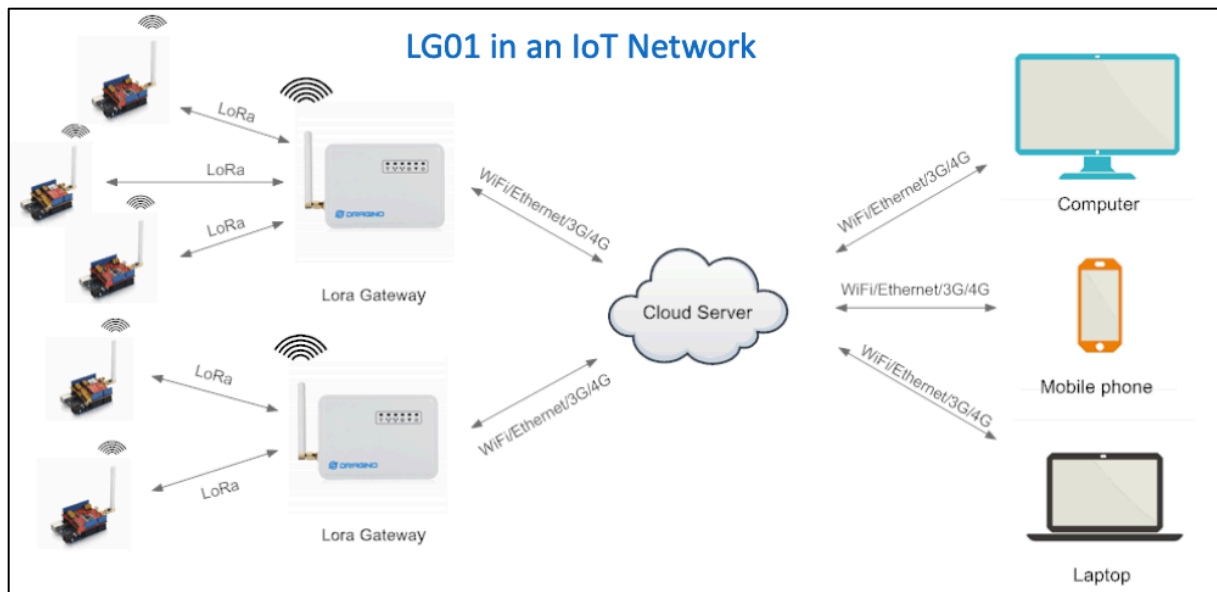 LG01 in an IoT Network
LoRa
LoRa
LoRa
DRAGINO
Lora Gateway
WiFi/Ethernet/3G/4G
LoRa
LoRa
DRAGINO
Lora Gateway
WiFi/Ethernet/3G/4G
Cloud Server
WiFi/Ethernet/3G/4G
Computer
WiFi/Ethernet/3G/4G
Mobile phone
WiFi/Ethernet/3G/4G
Laptop